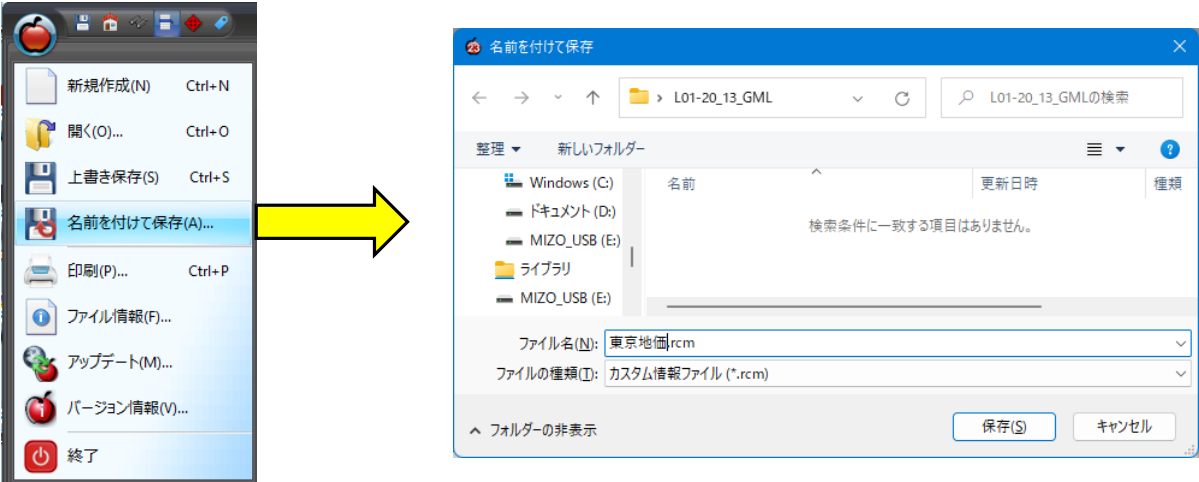 新規作成(N) Ctrl+N
開く(O)... Ctrl+O
上書き保存(S) Ctrl+S
名前を付けて保存(A)...
印刷(P)... Ctrl+P
ファイル情報(F)...
アップデート(M)...
バージョン情報(V)...
終了
23 名前を付けて保存
› L01-20_13_GML
L01-20_13_GMLの検索
整理 新しいフォルダー
Windows (C:)
ドキュメント (D:)
MIZO_USB (E:)
ライブラリ
MIZO_USB (E:)
名前 更新日時 種類
検索条件に一致する項目はありません。
ファイル名(N): 東京地価.rcm
ファイルの種類(T): カスタム情報ファイル (*.rcm)
フォルダーの非表示
保存(S) キャンセル